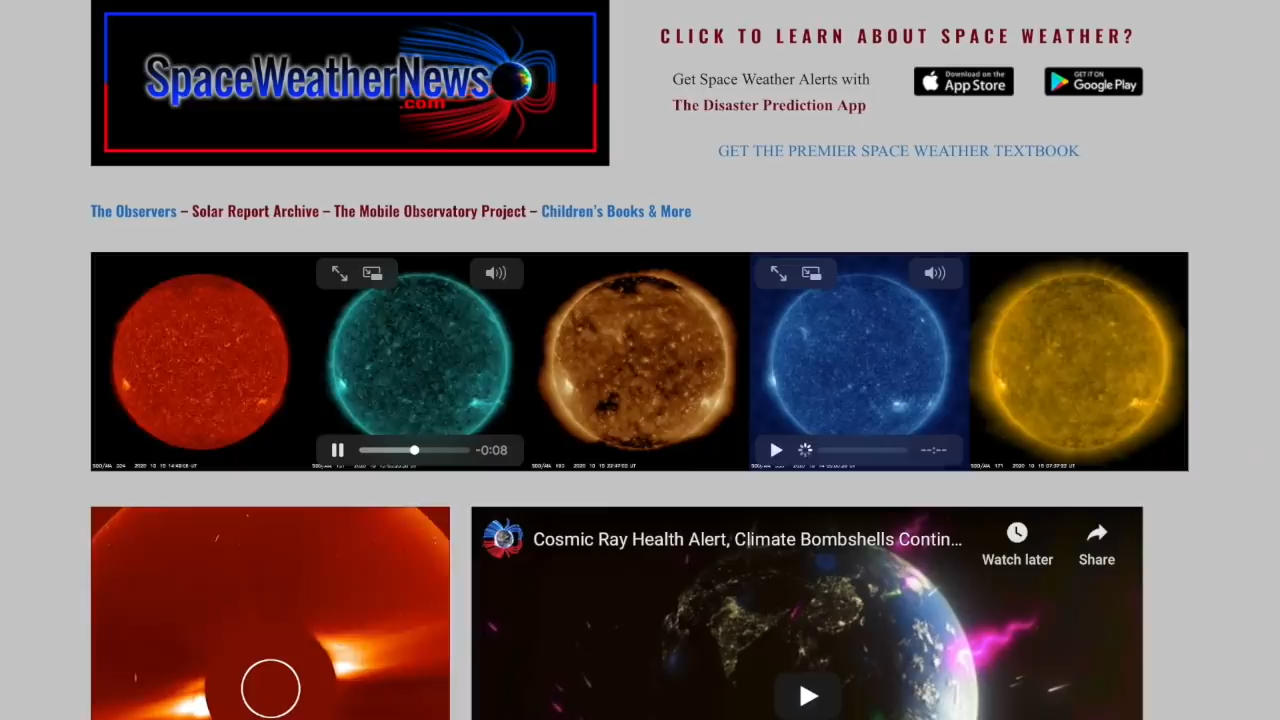 SpaceWeatherNews
.com
CLICK TO LEARN ABOUT SPACE WEATHER?
Get Space Weather Alerts with
The Disaster Prediction App
Download on the
App Store
GET IT ON
Google Play
GET THE PREMIER SPACE WEATHER TEXTBOOK
The Observers – Solar Report Archive – The Mobile Observatory Project – Children's Books & More
-0:08
--:--
Cosmic Ray Health Alert, Climate Bombshells Contin…
Watch later
Share